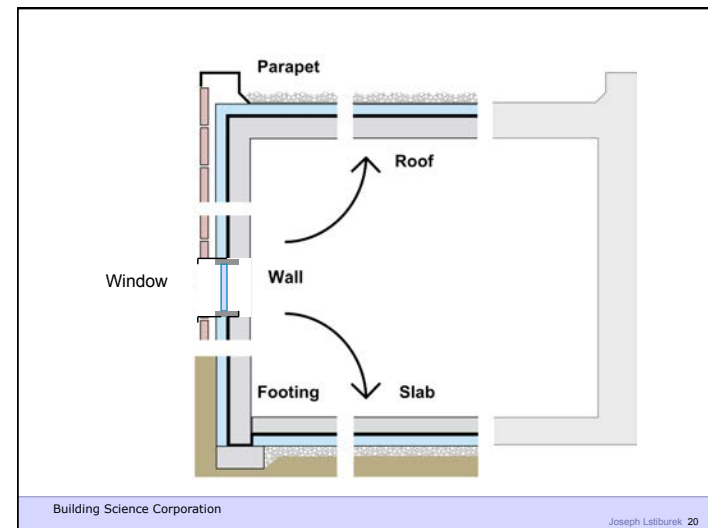 Parapet
Roof
Window
Wall
Footing Slab
Building Science Corporation
Joseph Lstiburek 20